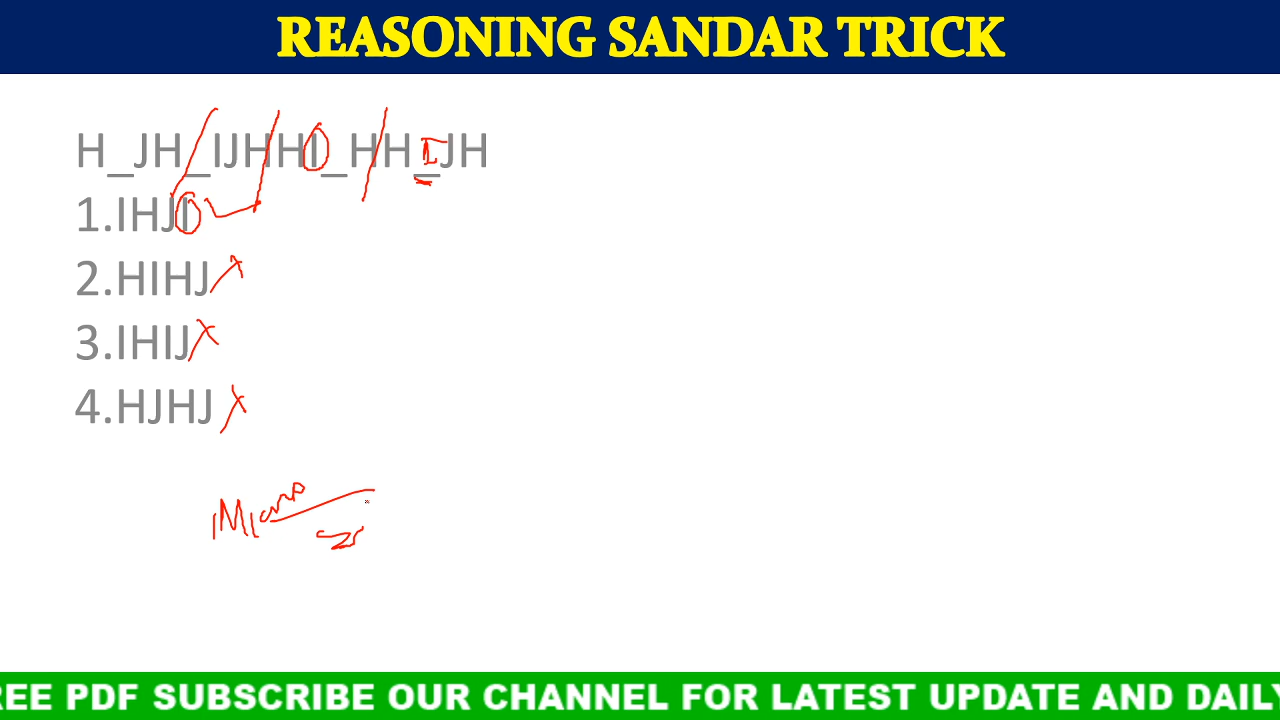 REASONING SANDAR TRICK
H_JH_IJHHI_HH_JH
I
1.IHJI
2.HIHJ
3.IHIJ
4.HJHJ
REE PDF SUBSCRIBE OUR CHANNEL FOR LATEST UPDATE AND DAILY